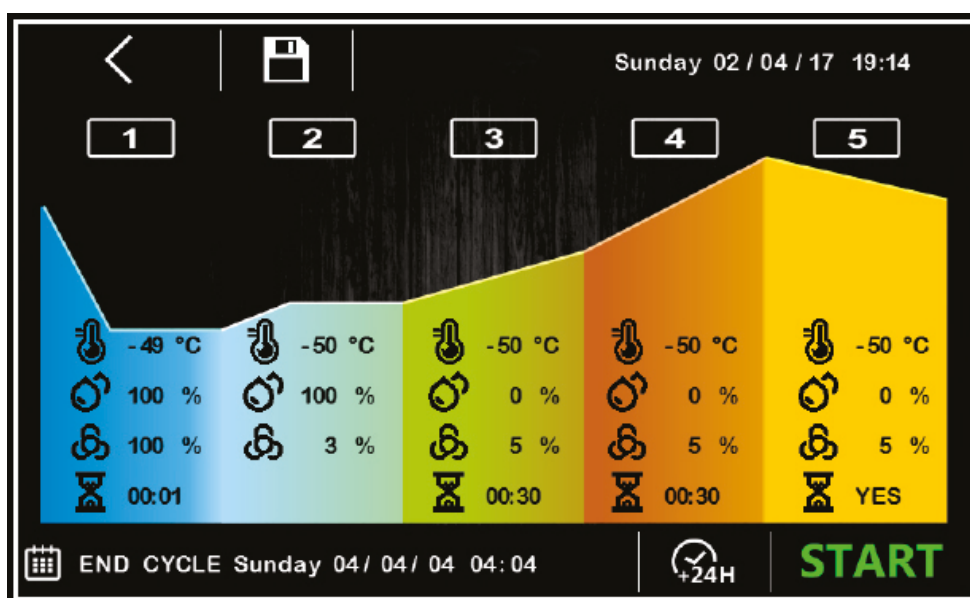 Sunday 02 / 04 / 17 19:14
1 2 3 4 5
-49 °C -50 °C -50 °C -50 °C -50 °C
100 % 100 % 0 % 0 % 0 %
100 % 3 % 5 % 5 % 5 %
00:01 00:30 00:30 YES
END CYCLE Sunday 04/ 04/ 04 04:04 +24H START